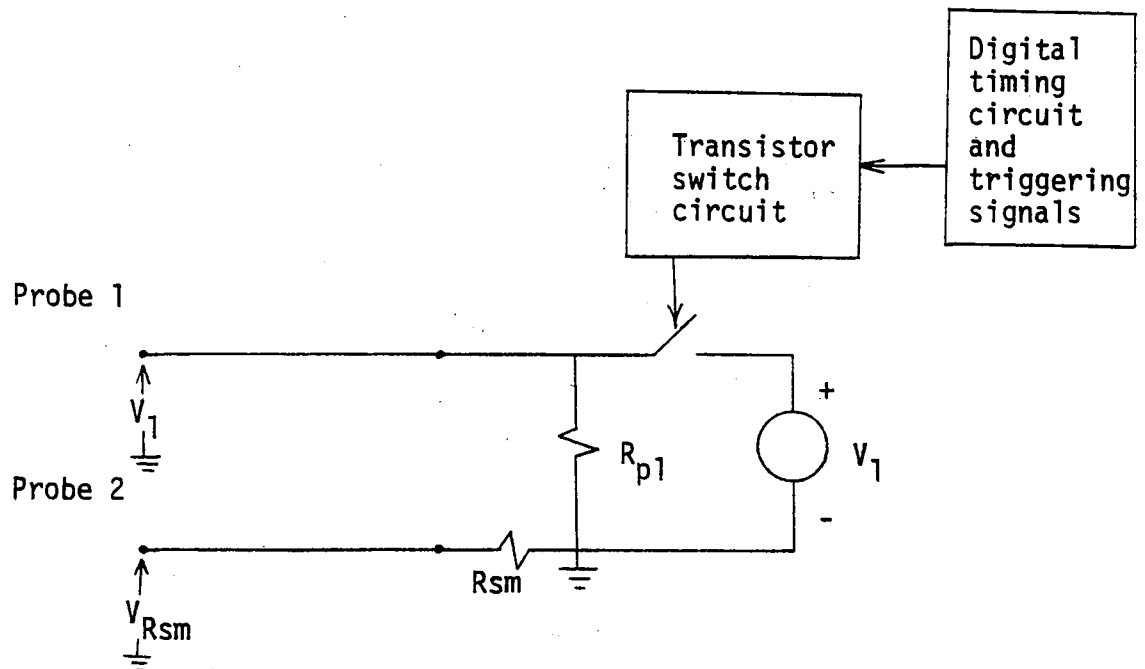 Digital
timing
circuit
and
triggering
signals
Transistor
switch
circuit
Probe 1
V1
+
Rp1
V1
-
Probe 2
Rsm
VRsm